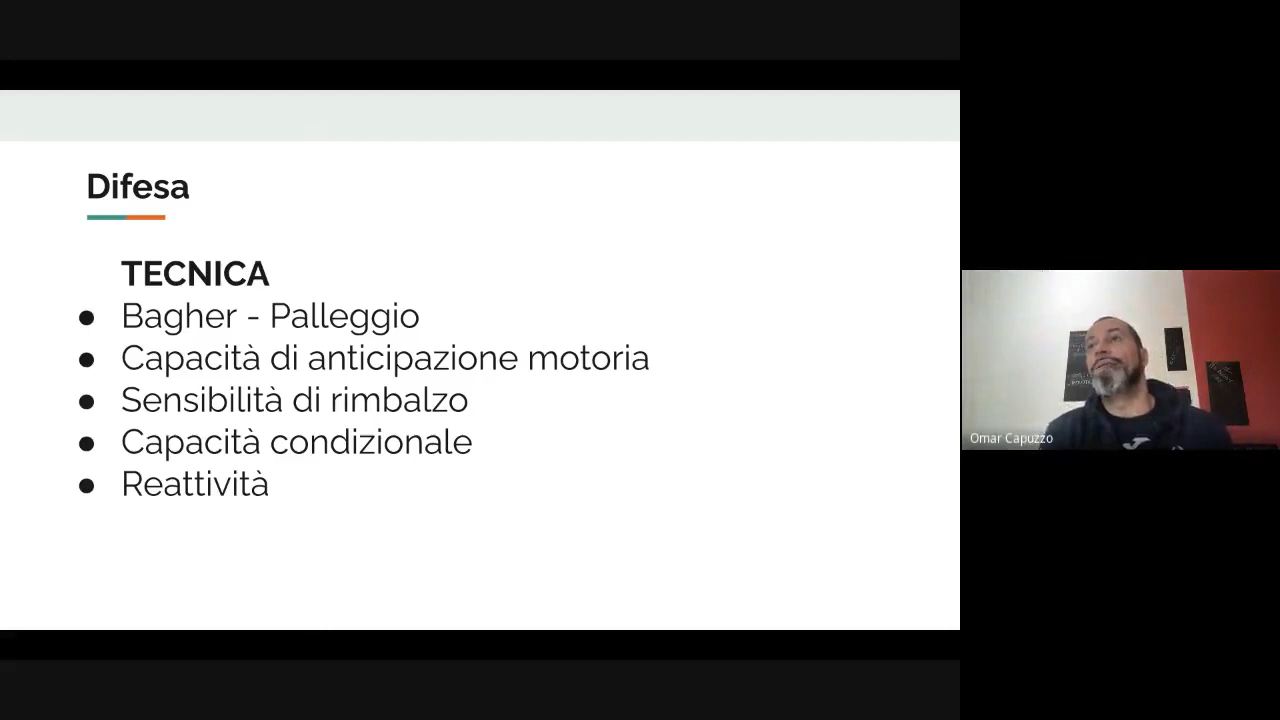 Difesa
TECNICA
● Bagher - Palleggio
● Capacità di anticipazione motoria
● Sensibilità di rimbalzo
● Capacità condizionale
● Reattività
Omar Capuzzo